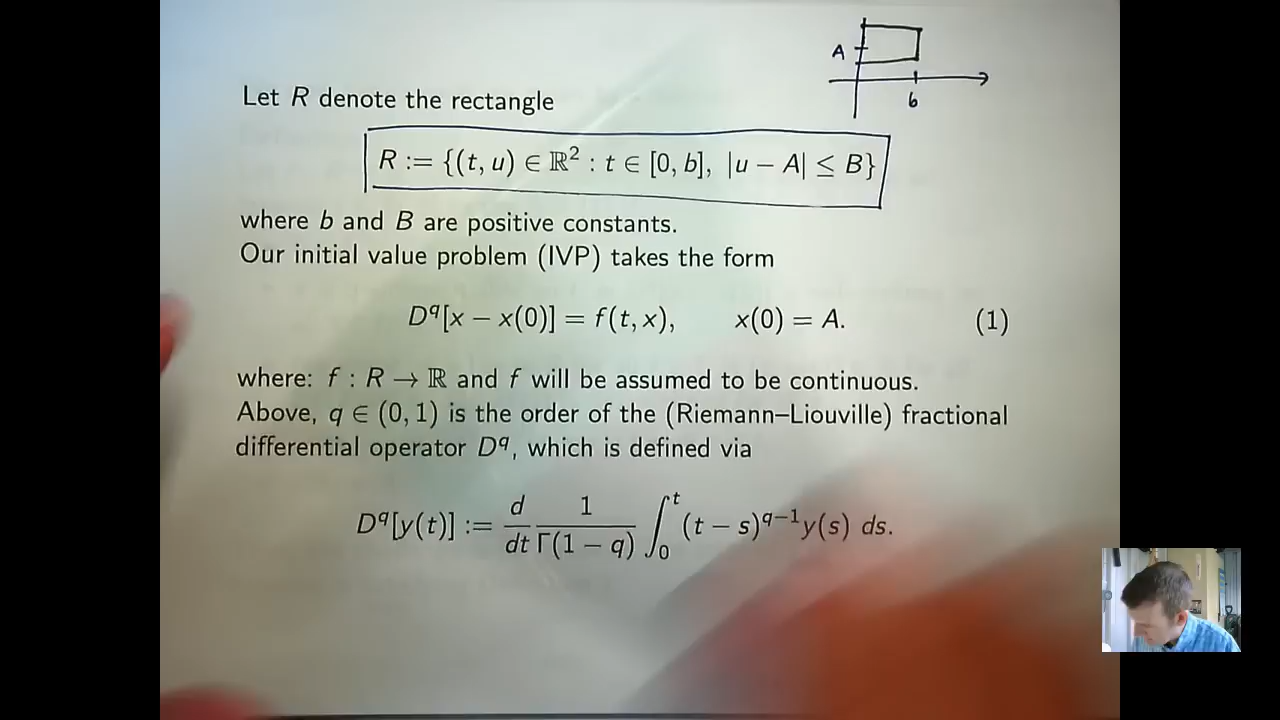 A
b
Let R denote the rectangle
R := {(t, u) ∈ ℝ² : t ∈ [0, b], |u − A| ≤ B}
where b and B are positive constants.
Our initial value problem (IVP) takes the form
D^q[x − x(0)] = f(t, x), x(0) = A. (1)
where: f : R → ℝ and f will be assumed to be continuous.
Above, q ∈ (0, 1) is the order of the (Riemann–Liouville) fractional
differential operator D^q, which is defined via
D^q[y(t)] := d/dt 1/Γ(1 − q) ∫₀ᵗ (t − s)^{q−1} y(s) ds.